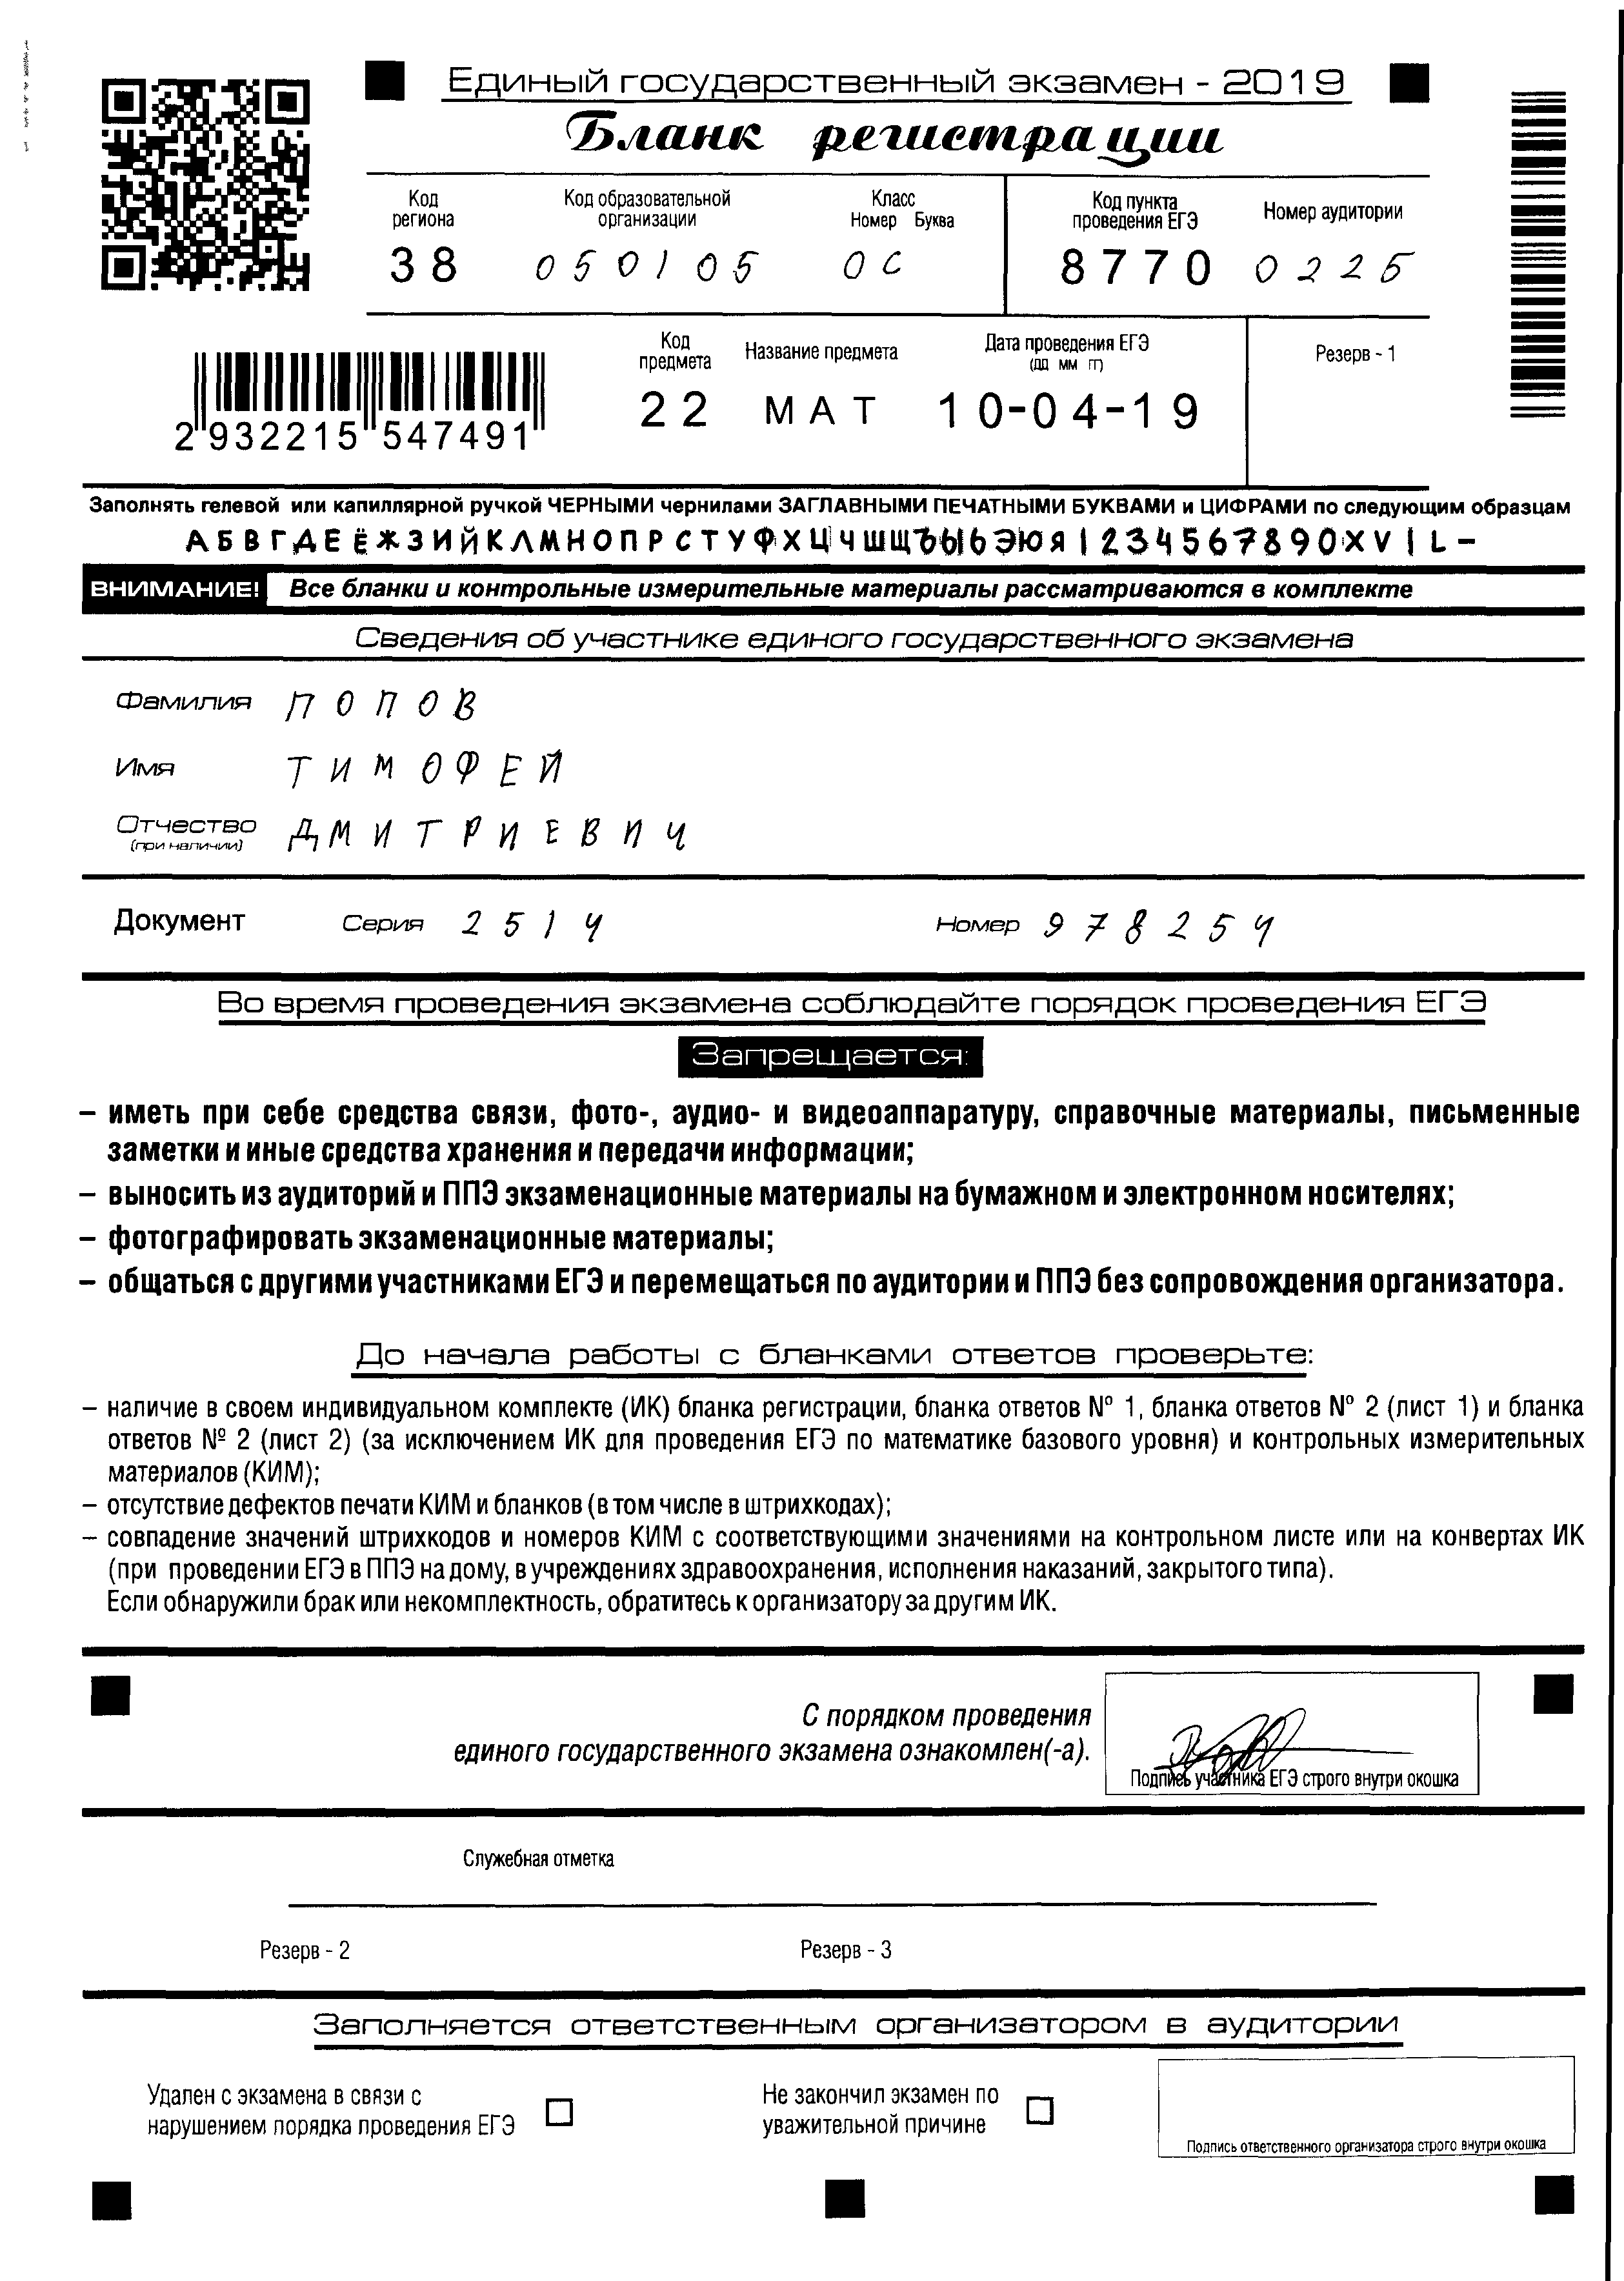 Единый государственный экзамен - 2019
Бланк регистрации
Код региона Код образовательной организации Класс Номер Буква Код пункта проведения ЕГЭ Номер аудитории
38 050105 0С 8770 0225
Код предмета Название предмета Дата проведения ЕГЭ (дд мм гг) Резерв - 1
22 МАТ 10-04-19
2 932215 547491
Заполнять гелевой или капиллярной ручкой ЧЕРНЫМИ чернилами ЗАГЛАВНЫМИ ПЕЧАТНЫМИ БУКВАМИ и ЦИФРАМИ по следующим образцам
АБВГДЕЁЖЗИЙКЛМНОПРСТУФХЦЧШЩЪЫЬЭЮЯ1234567890XVIL-
ВНИМАНИЕ! Все бланки и контрольные измерительные материалы рассматриваются в комплекте
Сведения об участнике единого государственного экзамена
Фамилия ПОПОВ
Имя ТИМОФЕЙ
Отчество (при наличии) ДМИТРИЕВИЧ
Документ Серия 2514 Номер 978254
Во время проведения экзамена соблюдайте порядок проведения ЕГЭ
Запрещается:
– иметь при себе средства связи, фото-, аудио- и видеоаппаратуру, справочные материалы, письменные
заметки и иные средства хранения и передачи информации;
– выносить из аудиторий и ППЭ экзаменационные материалы на бумажном и электронном носителях;
– фотографировать экзаменационные материалы;
– общаться с другими участниками ЕГЭ и перемещаться по аудитории и ППЭ без сопровождения организатора.
До начала работы с бланками ответов проверьте:
– наличие в своем индивидуальном комплекте (ИК) бланка регистрации, бланка ответов № 1, бланка ответов № 2 (лист 1) и бланка
ответов № 2 (лист 2) (за исключением ИК для проведения ЕГЭ по математике базового уровня) и контрольных измерительных
материалов (КИМ);
– отсутствие дефектов печати КИМ и бланков (в том числе в штрихкодах);
– совпадение значений штрихкодов и номеров КИМ с соответствующими значениями на контрольном листе или на конвертах ИК
(при проведении ЕГЭ в ППЭ на дому, в учреждениях здравоохранения, исполнения наказаний, закрытого типа).
Если обнаружили брак или некомплектность, обратитесь к организатору за другим ИК.
С порядком проведения
единого государственного экзамена ознакомлен(-а).
Подпись участника ЕГЭ строго внутри окошка
Служебная отметка
Резерв - 2 Резерв - 3
Заполняется ответственным организатором в аудитории
Удален с экзамена в связи с Не закончил экзамен по
нарушением порядка проведения ЕГЭ уважительной причине
Подпись ответственного организатора строго внутри окошка